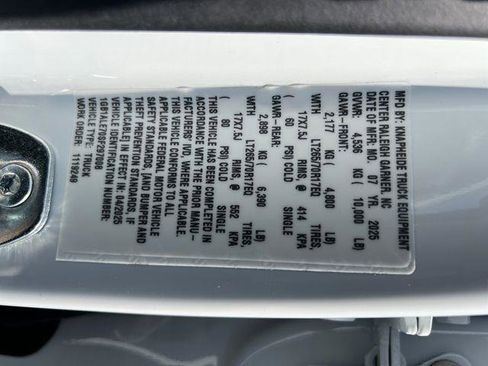 MFD BY: KNAPHEIDE TRUCK EQUIPMENT
CENTER RALEIGH GARNER, NC
DATE OF MFG: MO. 07 YR. 2025
GVWR: 4,536 KG ( 10,000 LB)
GAWR-FRONT:
2,177 KG ( 4,800 LB)
WITH LT265/70R17EQ TIRES,
17X7.5J RIMS, @ 414 KPA
( 60 PSI) COLD SINGLE
GAWR-REAR:
2,898 KG ( 6,390 LB)
WITH LT265/70R17EQ TIRES,
17X7.5J RIMS, @ 552 KPA
( 80 PSI) COLD SINGLE
THIS VEHICLE HAS BEEN COMPLETED IN
ACCORDANCE WITH THE PRIOR MANU-
FACTURERS' IVD, WHERE APPLICABLE.
THIS VEHICLE CONFORMS TO ALL
APPLICABLE FEDERAL MOTOR VEHICLE
SAFETY STANDARDS, [AND BUMPER AND
THEFT PREVENTION STANDARDS, IF
APPLICABLE] IN EFFECT IN: 04/2025
VEHICLE IDENTIFICATION NUMBER:
VEHICLE TYPE: TRUCK
WORK ORDER: 1119249